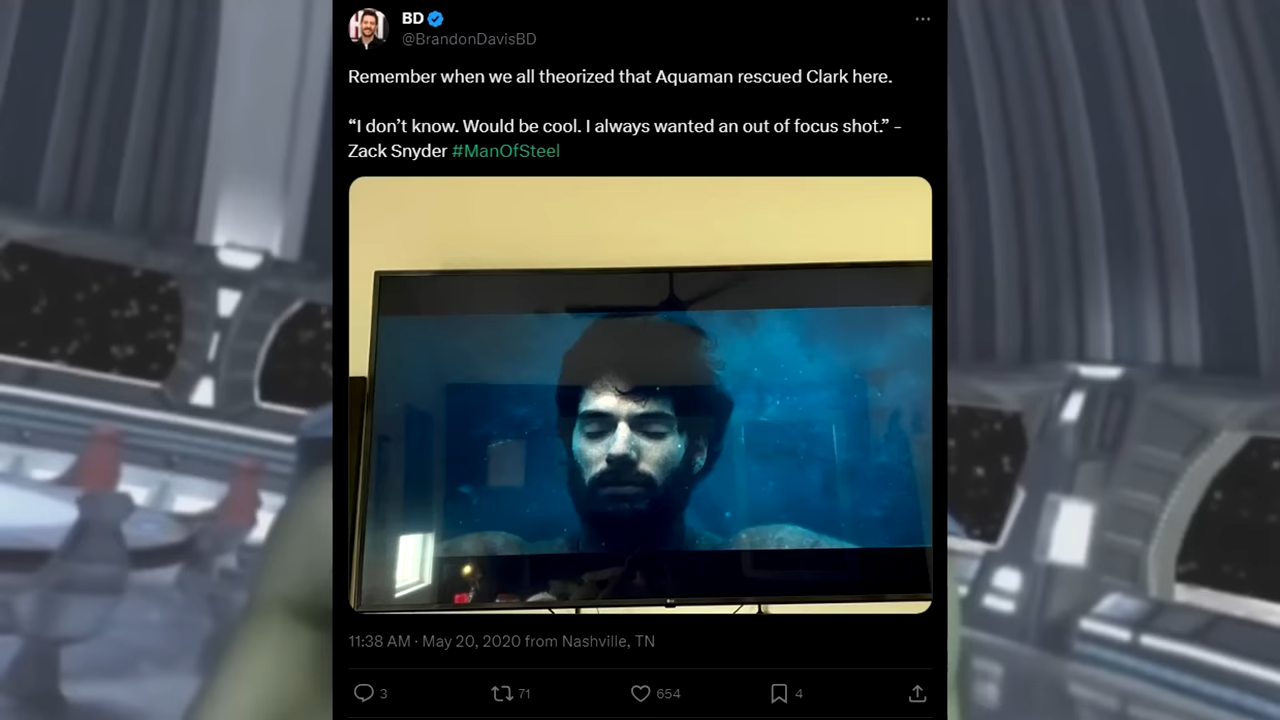 BD
@BrandonDavisBD
Remember when we all theorized that Aquaman rescued Clark here.
“I don’t know. Would be cool. I always wanted an out of focus shot.” -
Zack Snyder #ManOfSteel
LG
11:38 AM · May 20, 2020 from Nashville, TN
3
71
654
4